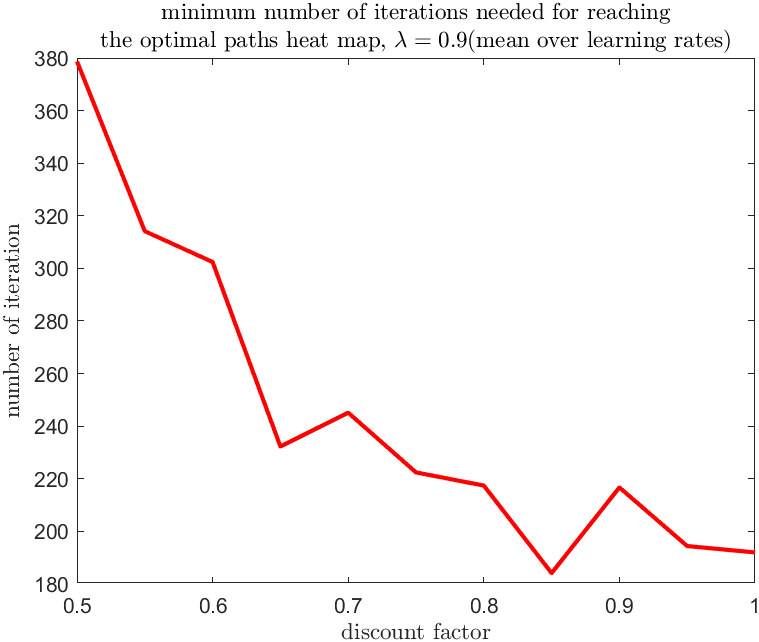 minimum number of iterations needed for reaching
the optimal paths heat map, λ = 0.9(mean over learning rates)
380
360
340
320
300
280
260
240
220
200
180
number of iteration
0.5 0.6 0.7 0.8 0.9 1
discount factor